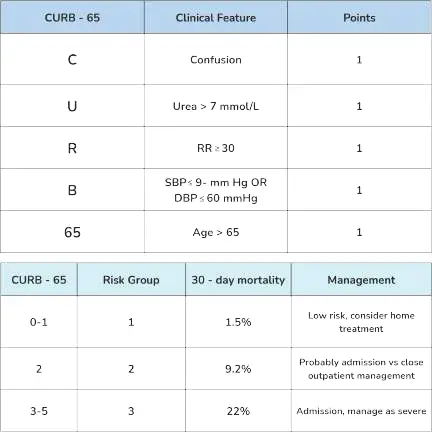 CURB - 65 Clinical Feature Points
C Confusion 1
U Urea > 7 mmol/L 1
R RR ≥ 30 1
B SBP ≤ 9- mm Hg OR
DBP ≤ 60 mmHg 1
65 Age > 65 1
CURB - 65 Risk Group 30 - day mortality Management
0-1 1 1.5% Low risk, consider home
treatment
2 2 9.2% Probably admission vs close
outpatient management
3-5 3 22% Admission, manage as severe